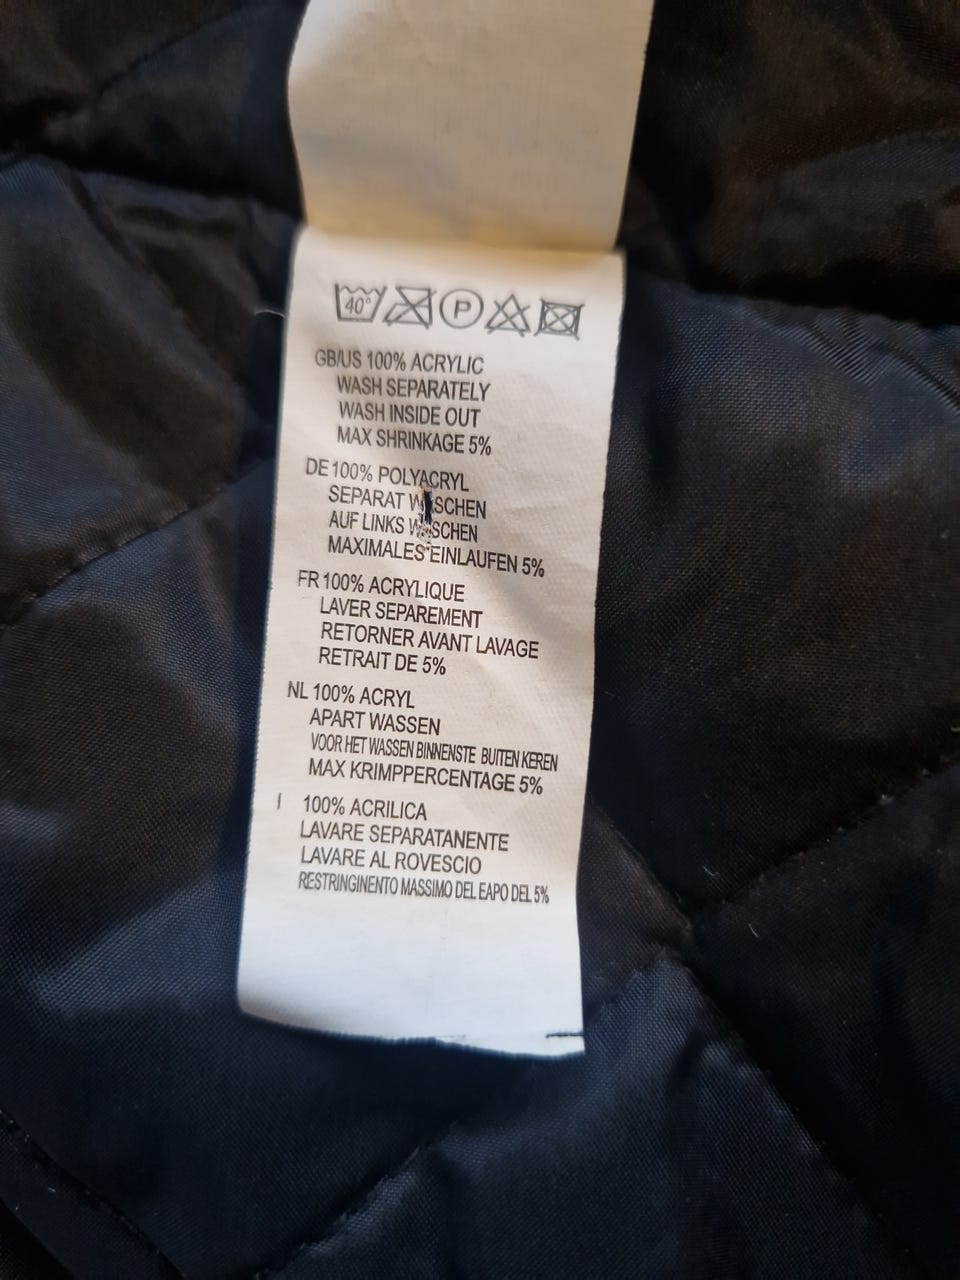 40°
P
GB/US 100% ACRYLIC
WASH SEPARATELY
WASH INSIDE OUT
MAX SHRINKAGE 5%
DE 100% POLYACRYL
SEPARAT WASCHEN
AUF LINKS WASCHEN
MAXIMALES EINLAUFEN 5%
FR 100% ACRYLIQUE
LAVER SEPAREMENT
RETORNER AVANT LAVAGE
RETRAIT DE 5%
NL 100% ACRYL
APART WASSEN
VOOR HET WASSEN BINNENSTE BUITEN KEREN
MAX KRIMPPERCENTAGE 5%
I 100% ACRILICA
LAVARE SEPARATANENTE
LAVARE AL ROVESCIO
RESTRINGINENTO MASSIMO DEL EAPO DEL 5%